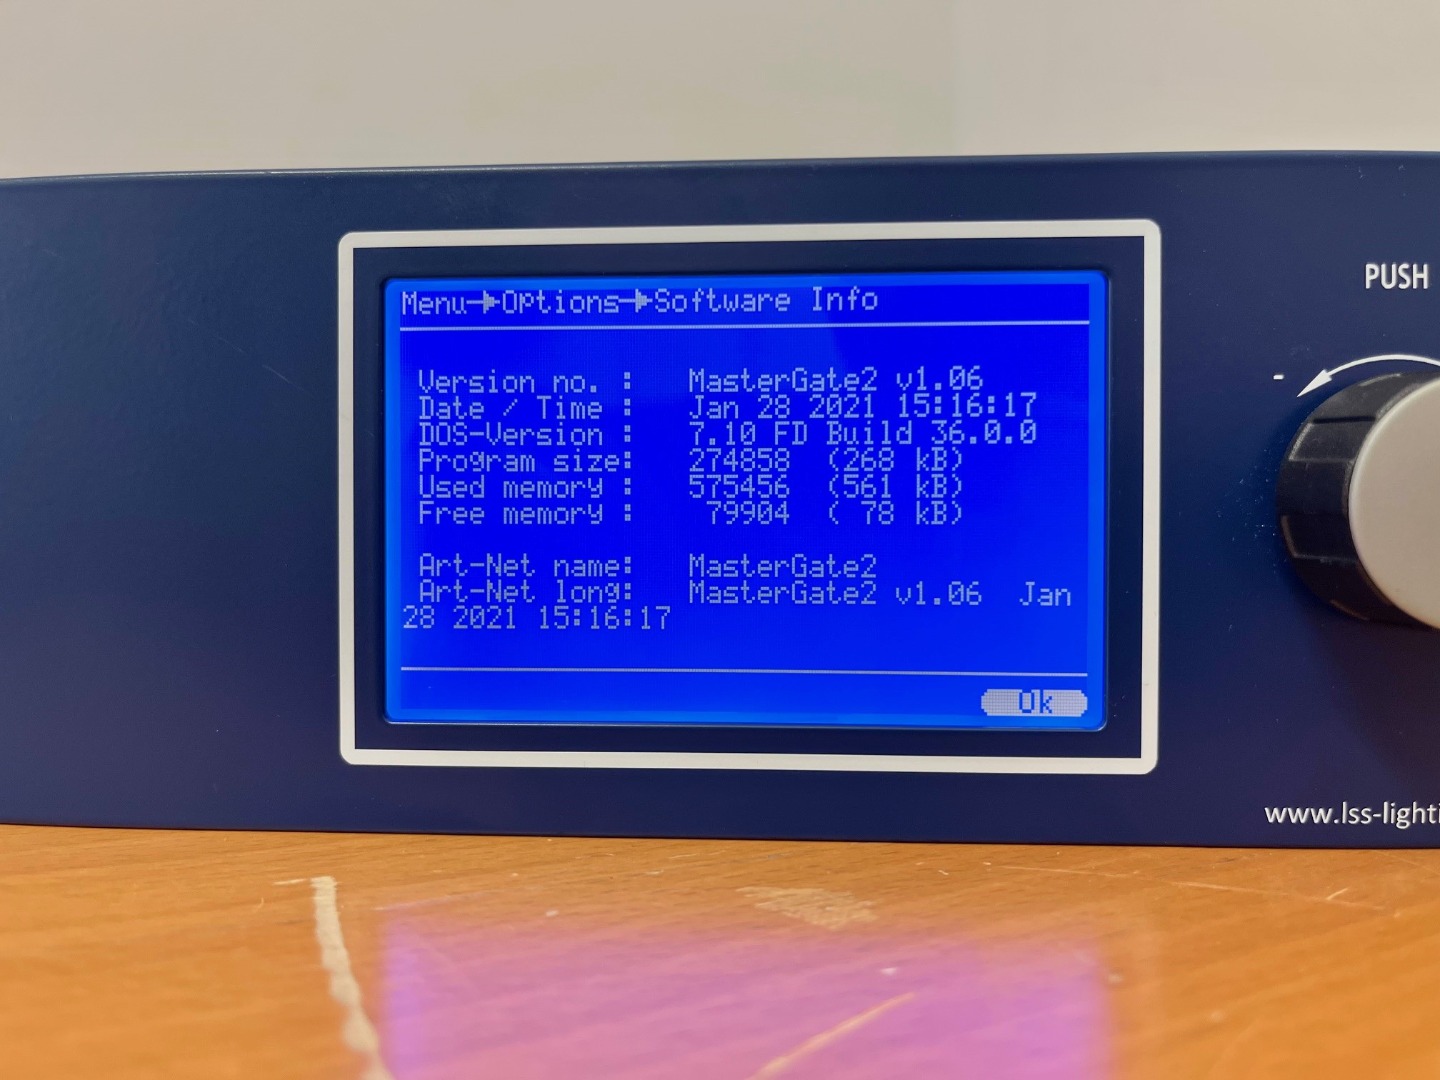 Menu→Options→Software Info
Version no. : MasterGate2 v1.06
Date / Time : Jan 28 2021 15:16:17
DOS-Version : 7.10 FD Build 36.0.0
Program size: 274858 (268 kB)
Used memory : 575456 (561 kB)
Free memory : 79904 ( 78 kB)
Art-Net name: MasterGate2
Art-Net long: MasterGate2 v1.06 Jan
28 2021 15:16:17
Ok
PUSH
-
www.lss-lighti